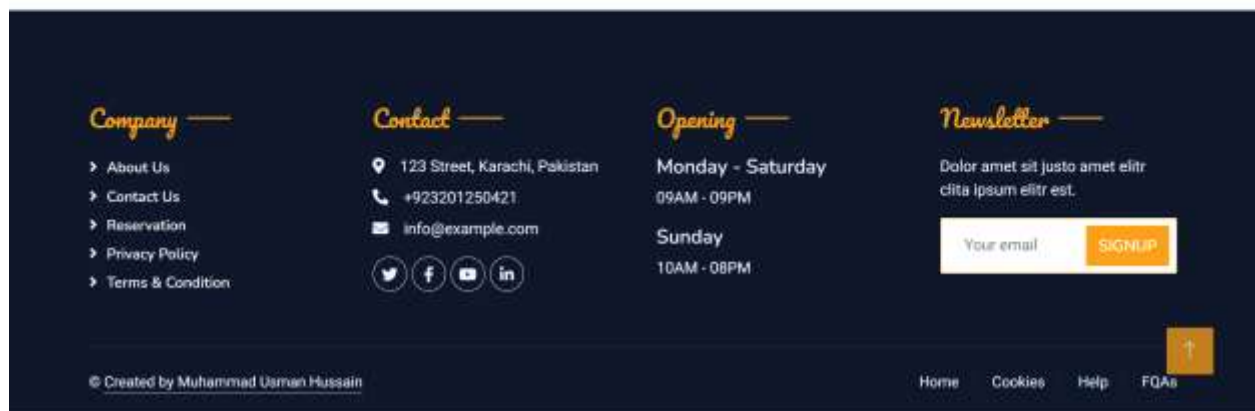 Company
About Us
Contact Us
Reservation
Privacy Policy
Terms & Condition
Contact
123 Street, Karachi, Pakistan
+923201250421
info@example.com
Opening
Monday - Saturday
09AM - 09PM
Sunday
10AM - 08PM
Newsletter
Dolor amet sit justo amet elitr
clita ipsum elitr est.
Your email SIGNUP
© Created by Muhammad Usman Hussain
Home Cookies Help FQAs